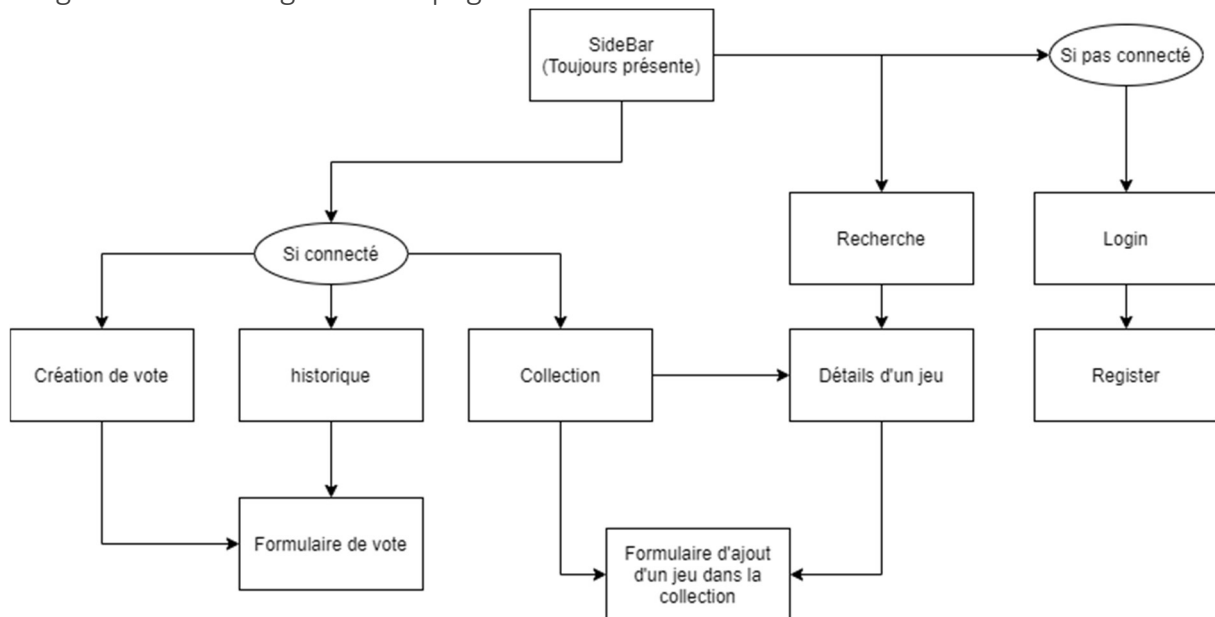 SideBar
(Toujours présente)
Si pas connecté
Recherche
Login
Si connecté
Création de vote
historique
Collection
Détails d'un jeu
Register
Formulaire de vote
Formulaire d'ajout
d'un jeu dans la
collection